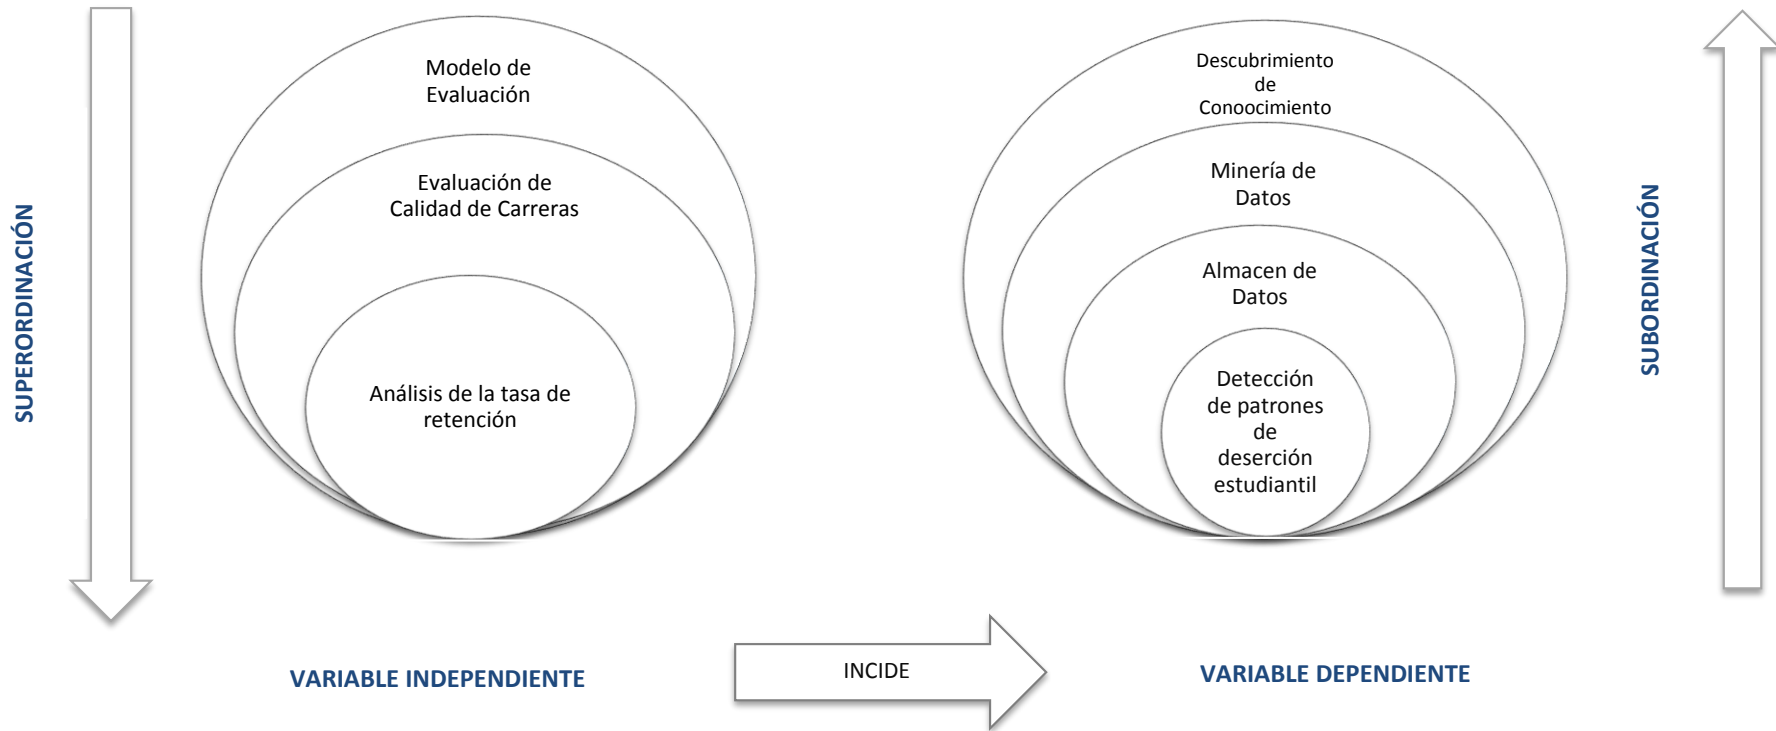 SUPERORDINACIÓN
Modelo de
Evaluación
Evaluación de
Calidad de Carreras
Análisis de la tasa de
retención
Descubrimiento
de
Conoocimiento
Minería de
Datos
Almacen de
Datos
Detección
de patrones
de
deserción
estudiantil
SUBORDINACIÓN
VARIABLE INDEPENDIENTE
INCIDE
VARIABLE DEPENDIENTE